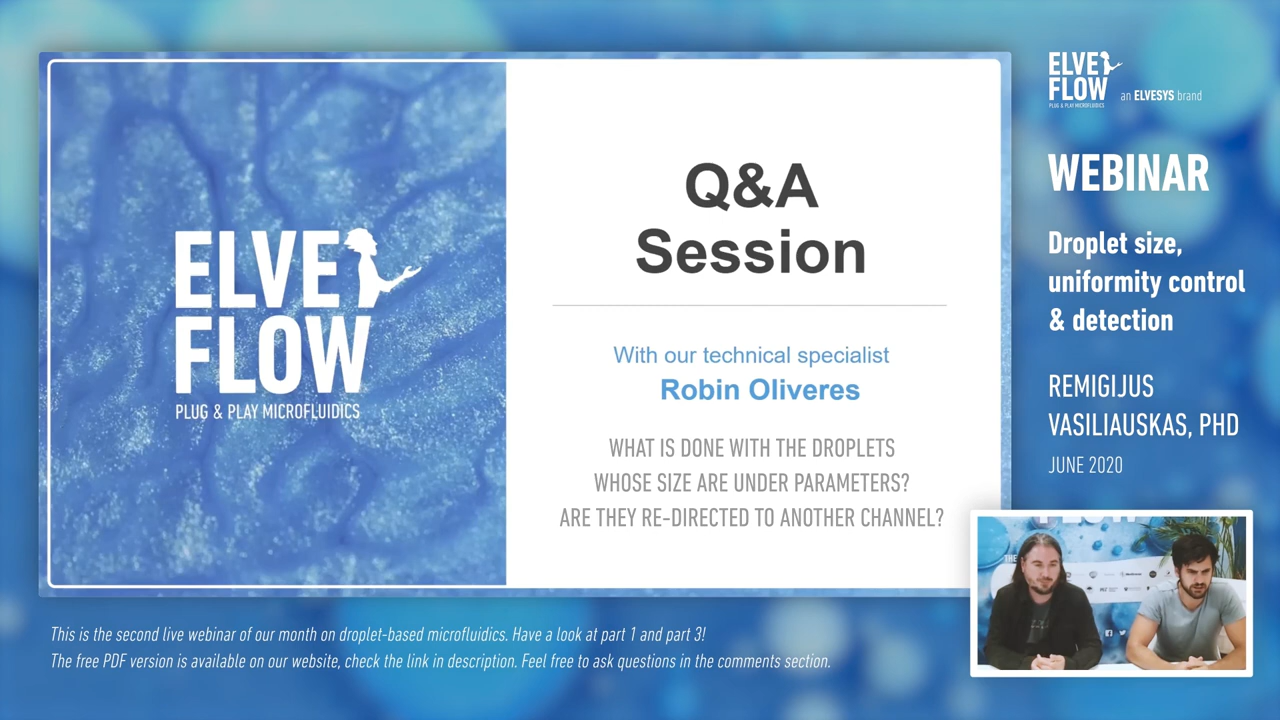 ELVE
FLOW
PLUG & PLAY MICROFLUIDICS
Q&A
Session
With our technical specialist
Robin Oliveres
WHAT IS DONE WITH THE DROPLETS
WHOSE SIZE ARE UNDER PARAMETERS?
ARE THEY RE-DIRECTED TO ANOTHER CHANNEL?
ELVE
FLOW
PLUG & PLAY MICROFLUIDICS
an ELVESYS brand
WEBINAR
Droplet size,
uniformity control
& detection
REMIGIJUS
VASILIAUSKAS, PHD
JUNE 2020
This is the second live webinar of our month on droplet-based microfluidics. Have a look at part 1 and part 3!
The free PDF version is available on our website, check the link in description. Feel free to ask questions in the comments section.